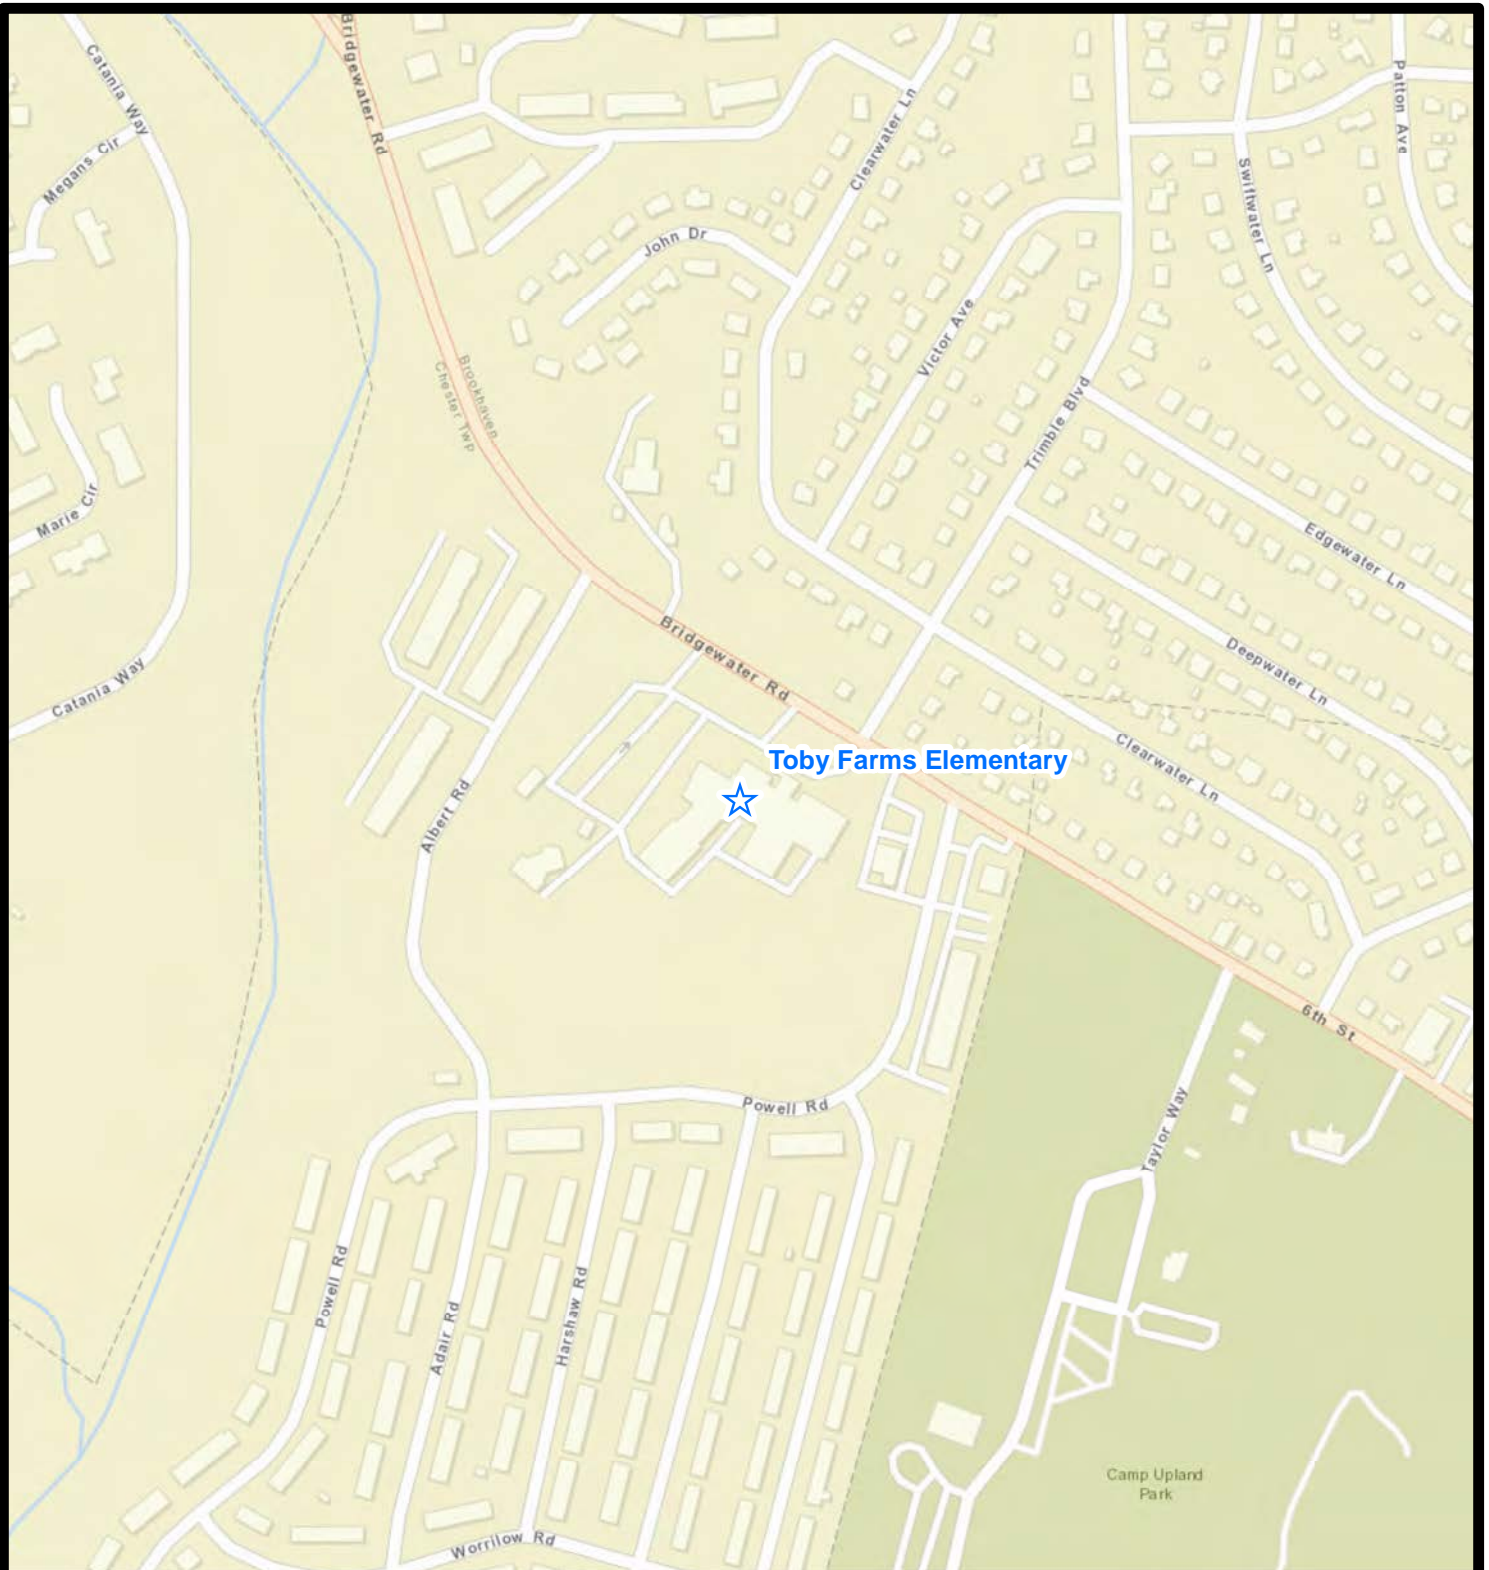 Bridgewater Rd
Catania Way
Megans Cir
Clearwater Ln
Patton Ave
Swiftwater Ln
John Dr
Victor Ave
Brookhaven
Chester Twp
Trimble Blvd
Marie Cir
Edgewater Ln
Bridgewater Rd
Deepwater Ln
Catania Way
Clearwater Ln
Toby Farms Elementary
Albert Rd
6th St
Powell Rd
Taylor Way
Powell Rd
Adair Rd
Harshaw Rd
Camp Upland
Park
Worrilow Rd